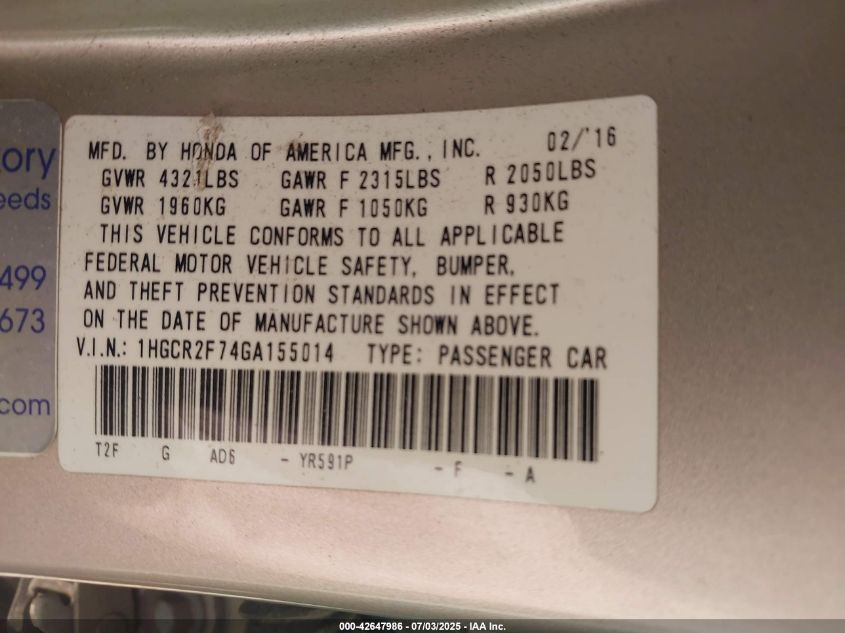 ory
eeds
499
673
com
MFD. BY HONDA OF AMERICA MFG., INC. 02/'16
GVWR 4321LBS GAWR F 2315LBS R 2050LBS
GVWR 1960KG GAWR F 1050KG R 930KG
THIS VEHICLE CONFORMS TO ALL APPLICABLE
FEDERAL MOTOR VEHICLE SAFETY, BUMPER,
AND THEFT PREVENTION STANDARDS IN EFFECT
ON THE DATE OF MANUFACTURE SHOWN ABOVE.
V.I.N.: 1HGCR2F74GA155014 TYPE: PASSENGER CAR
T2F G AD6 - YR591P - F - A
000-42647986 - 07/03/2025 - IAA Inc.